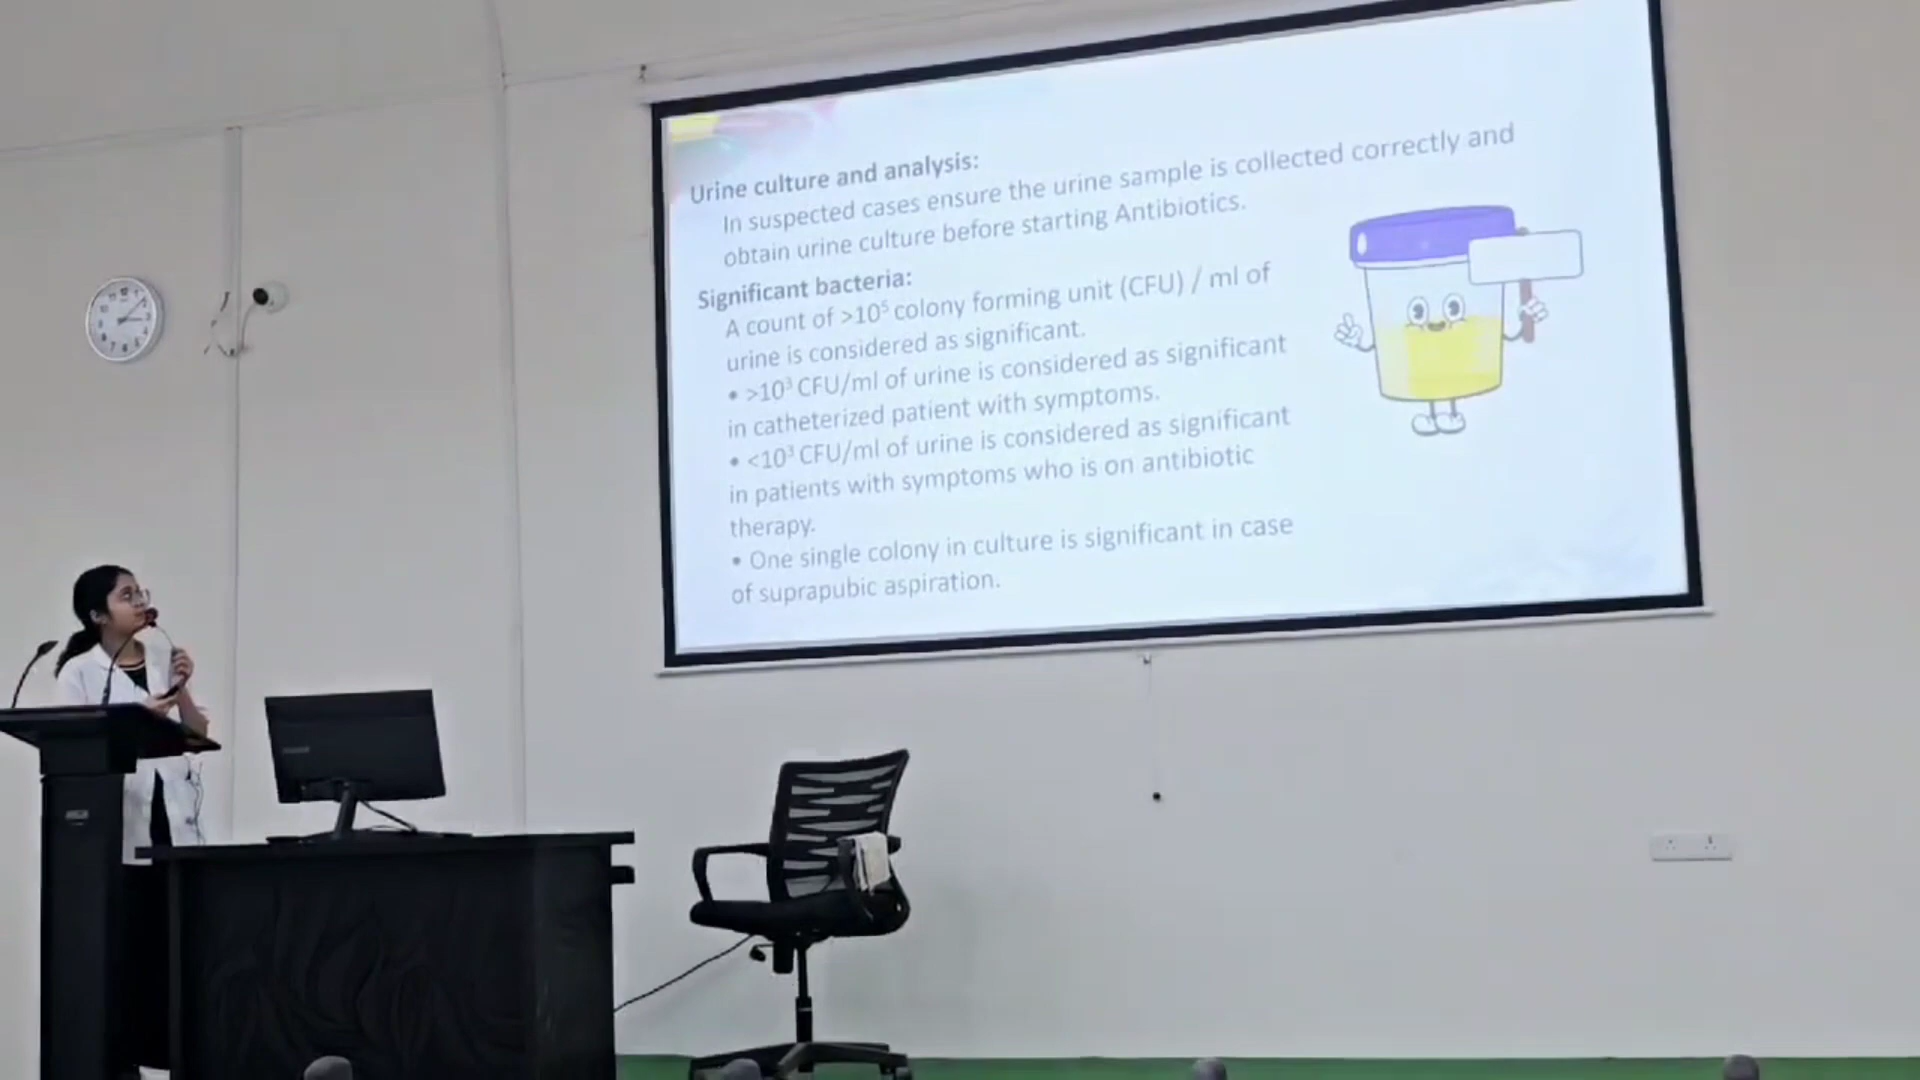 Urine culture and analysis:
In suspected cases ensure the urine sample is collected correctly and
obtain urine culture before starting Antibiotics.
Significant bacteria:
A count of >10⁵ colony forming unit (CFU) / ml of
urine is considered as significant.
• >10³ CFU/ml of urine is considered as significant
in catheterized patient with symptoms.
• <10³ CFU/ml of urine is considered as significant
in patients with symptoms who is on antibiotic
therapy.
• One single colony in culture is significant in case
of suprapubic aspiration.